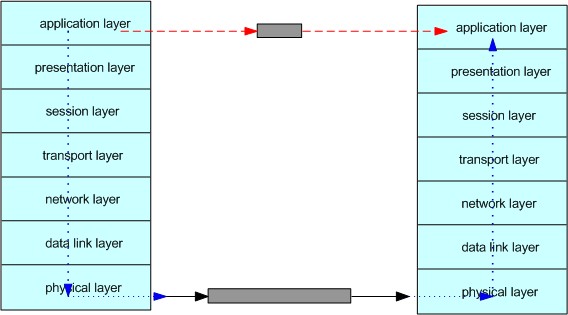 application layer
presentation layer
session layer
transport layer
network layer
data link layer
physical layer
application layer
presentation layer
session layer
transport layer
network layer
data link layer
physical layer